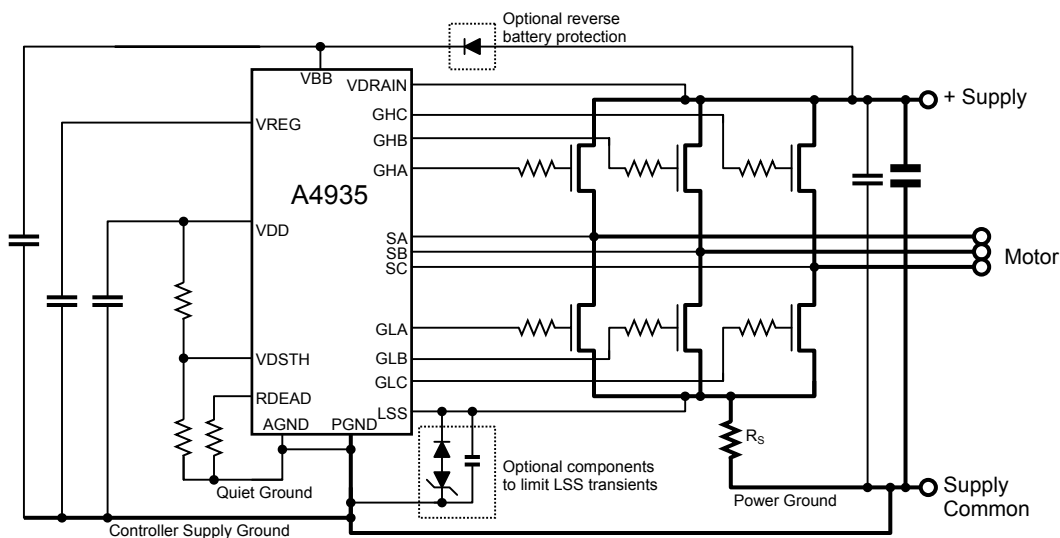 Optional reverse
battery protection
VBB
VDRAIN
+ Supply
GHC
VREG
GHB
GHA
A4935
VDD
SA
SB
SC
Motor
GLA
VDSTH
GLB
GLC
RDEAD
LSS
AGND
PGND
RS
Optional components
to limit LSS transients
Quiet Ground
Power Ground
Supply
Common
Controller Supply Ground